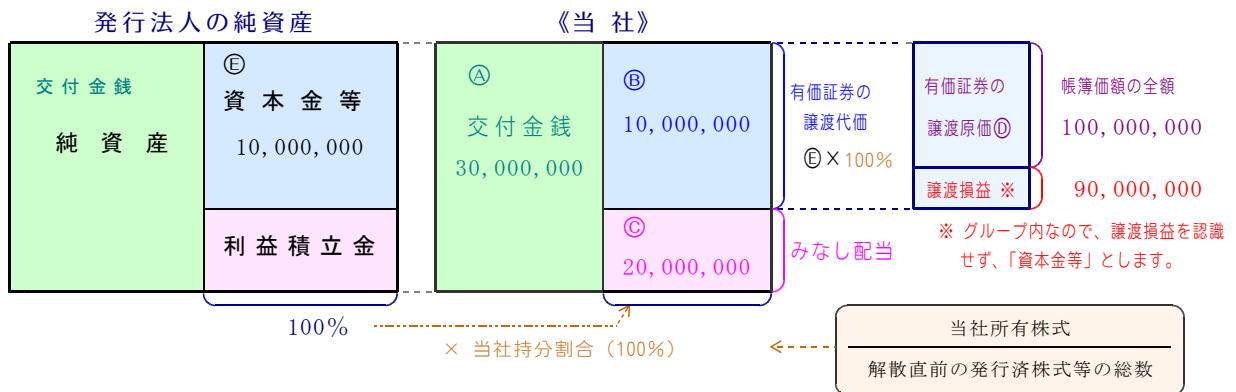 発行法人の純資産
交付金銭
純資産
Ⓔ
資本金等
10,000,000
利益積立金
100%
《当 社》
Ⓐ
交付金銭
30,000,000
Ⓑ
10,000,000
Ⓒ
20,000,000
有価証券の
譲渡代価
Ⓔ×100%
みなし配当
× 当社持分割合（100%）
有価証券の
譲渡原価Ⓓ
譲渡損益 ※
帳簿価額の全額
100,000,000
90,000,000
※ グループ内なので、譲渡損益を認識
せず、「資本金等」とします。
当社所有株式
解散直前の発行済株式等の総数